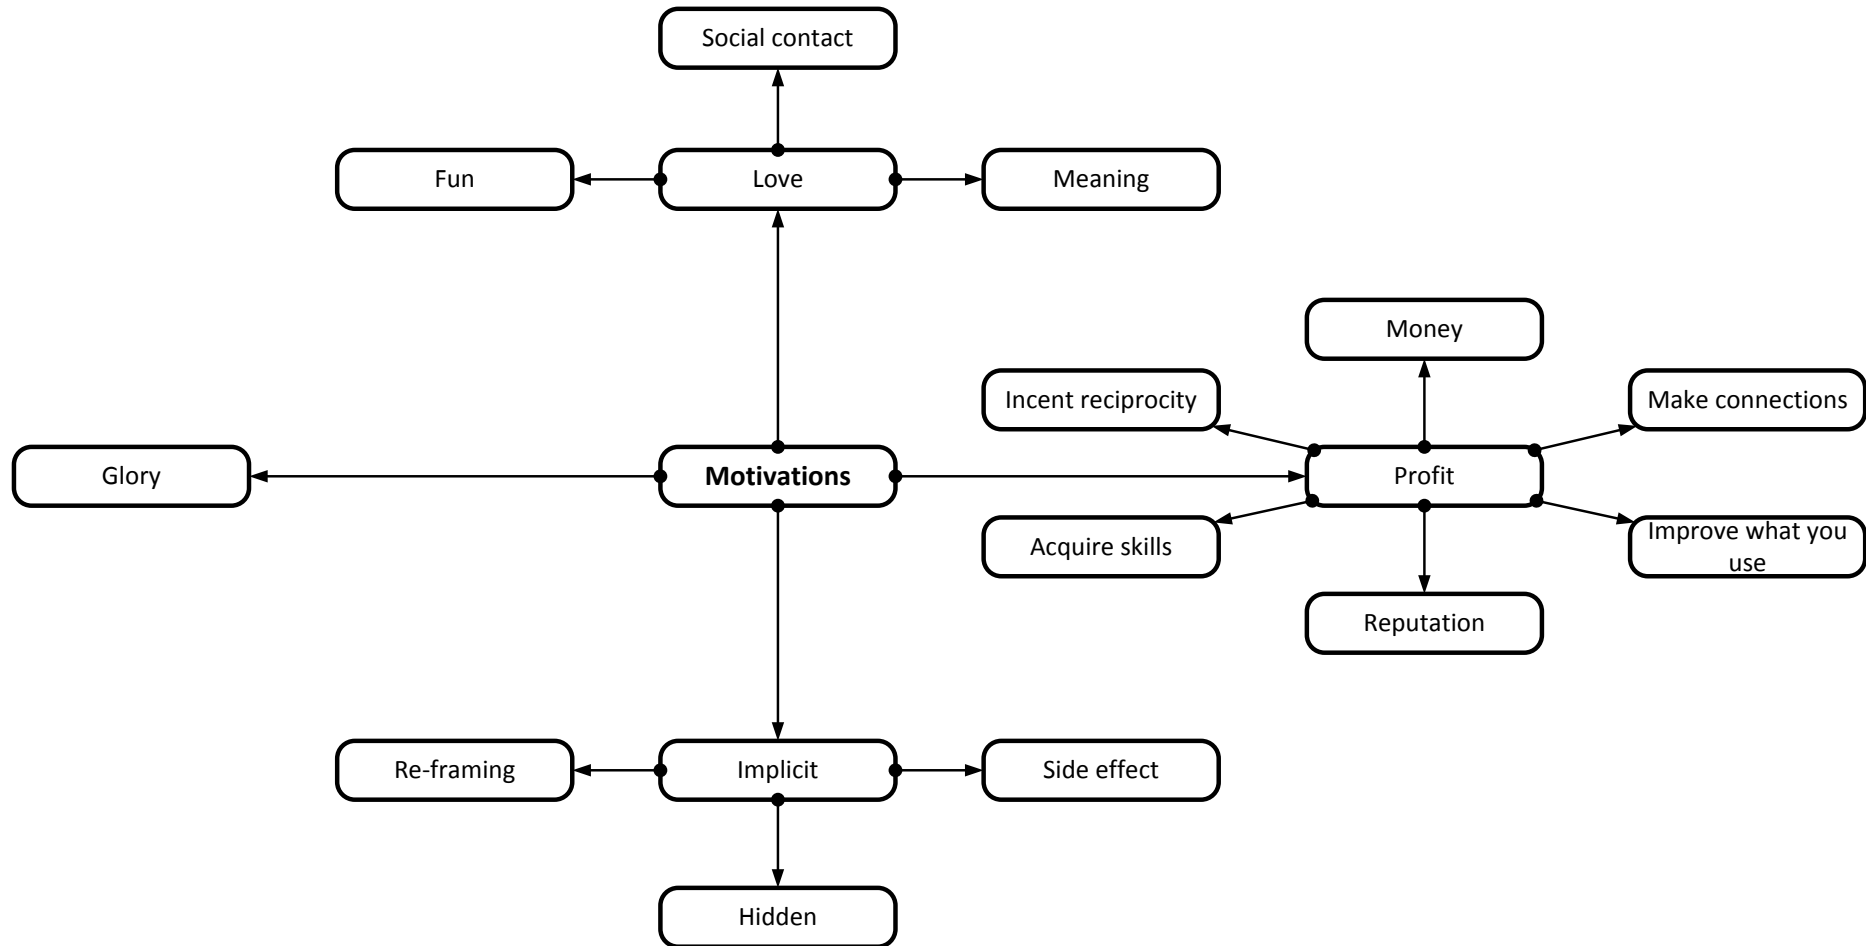 Social contact
Fun
Love
Meaning
Money
Incent reciprocity
Make connections
Glory
Motivations
Profit
Acquire skills
Improve what you
use
Reputation
Re-framing
Implicit
Side effect
Hidden